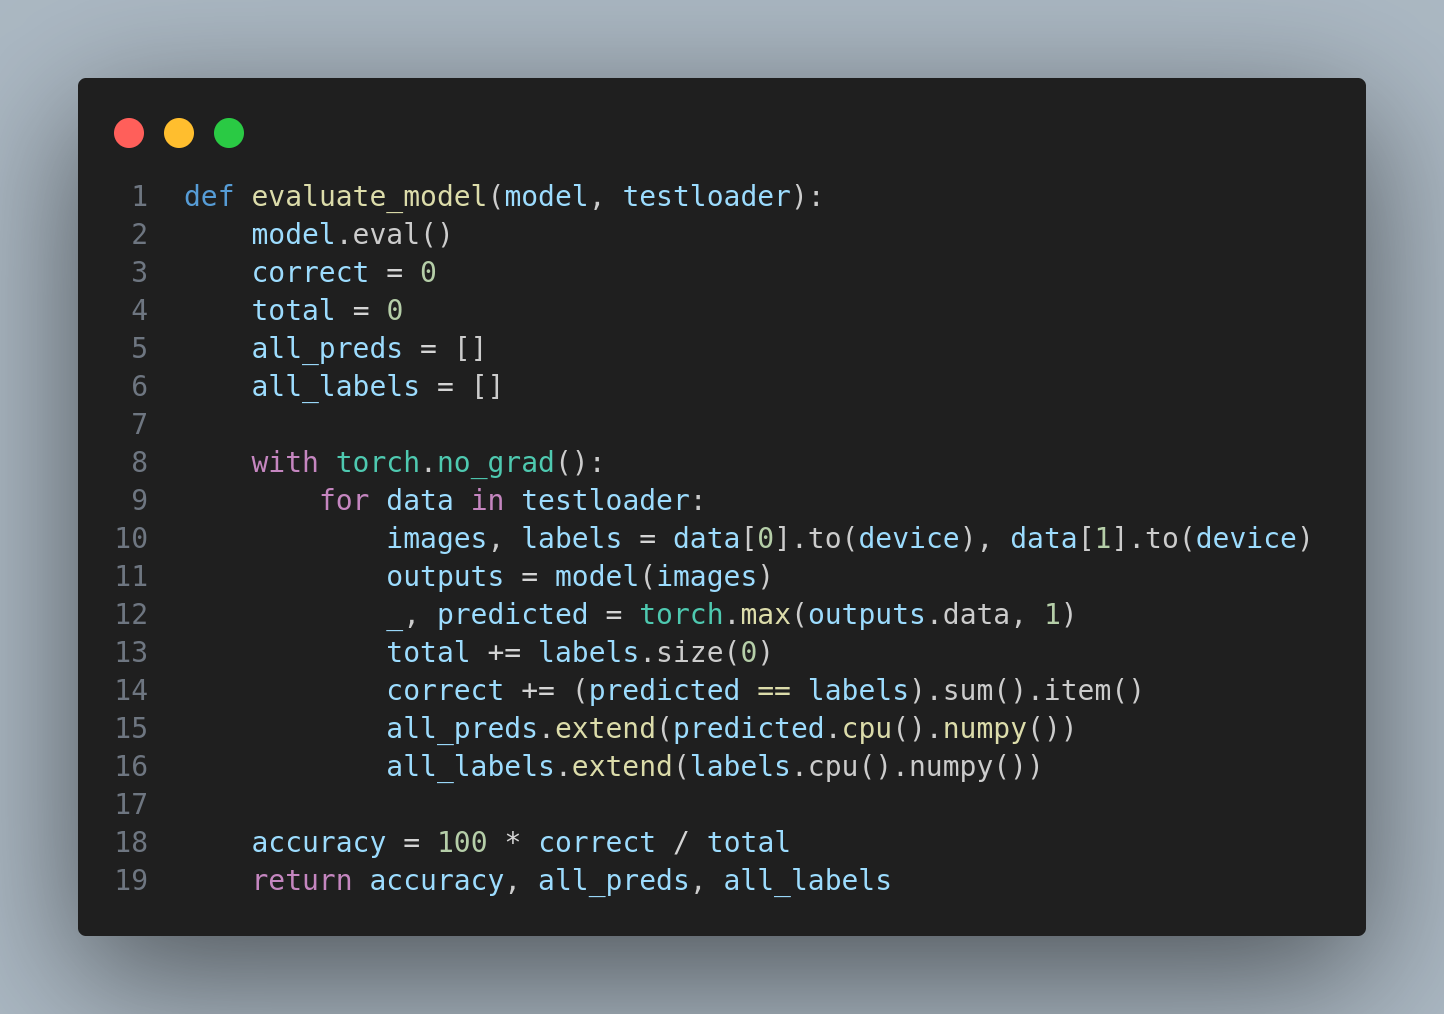 1 def evaluate_model(model, testloader):
2     model.eval()
3     correct = 0
4     total = 0
5     all_preds = []
6     all_labels = []
7
8     with torch.no_grad():
9         for data in testloader:
10             images, labels = data[0].to(device), data[1].to(device)
11             outputs = model(images)
12             _, predicted = torch.max(outputs.data, 1)
13             total += labels.size(0)
14             correct += (predicted == labels).sum().item()
15             all_preds.extend(predicted.cpu().numpy())
16             all_labels.extend(labels.cpu().numpy())
17
18     accuracy = 100 * correct / total
19     return accuracy, all_preds, all_labels